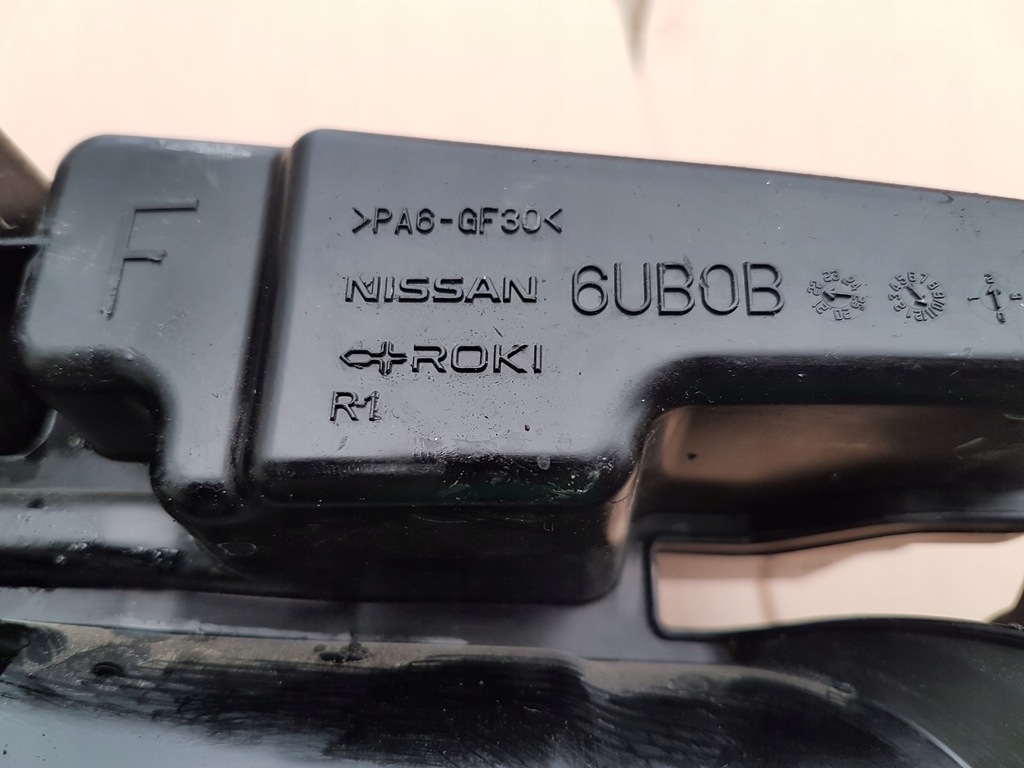 F
>PA6-GF30<
NISSAN 6UB0B
ROKI
R1